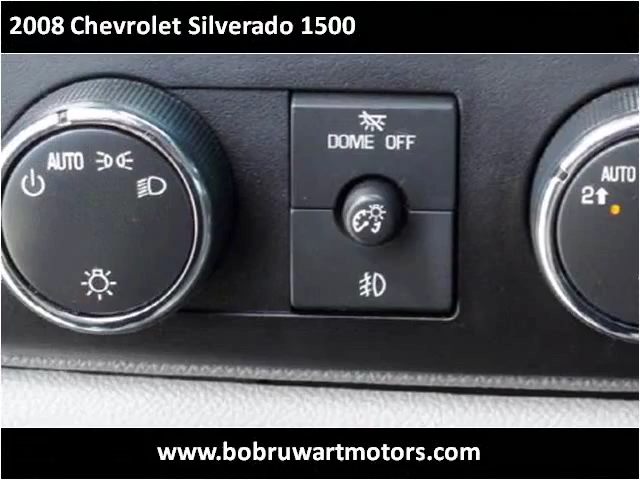 2008 Chevrolet Silverado 1500
DOME OFF
AUTO
AUTO
2↑
www.bobruwartmotors.com